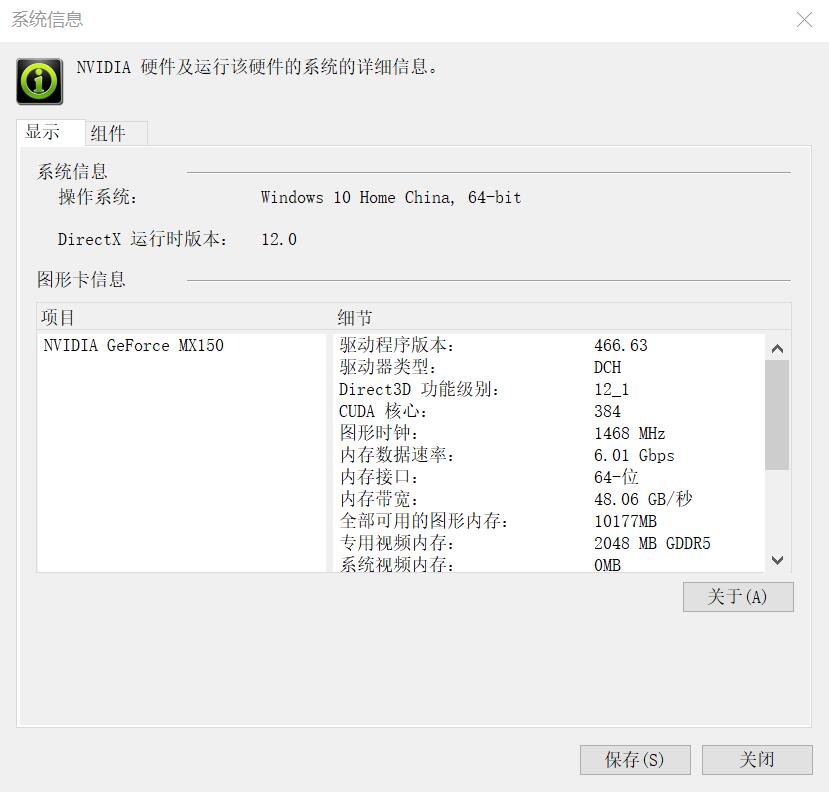 系统信息
NVIDIA 硬件及运行该硬件的系统的详细信息。
显示 组件
系统信息
操作系统: Windows 10 Home China, 64-bit
DirectX 运行时版本: 12.0
图形卡信息
项目 细节
NVIDIA GeForce MX150 驱动程序版本: 466.63
驱动器类型: DCH
Direct3D 功能级别: 12_1
CUDA 核心: 384
图形时钟: 1468 MHz
内存数据速率: 6.01 Gbps
内存接口: 64-位
内存带宽: 48.06 GB/秒
全部可用的图形内存: 10177MB
专用视频内存: 2048 MB GDDR5
系统视频内存: 0MB
关于(A)
保存(S) 关闭